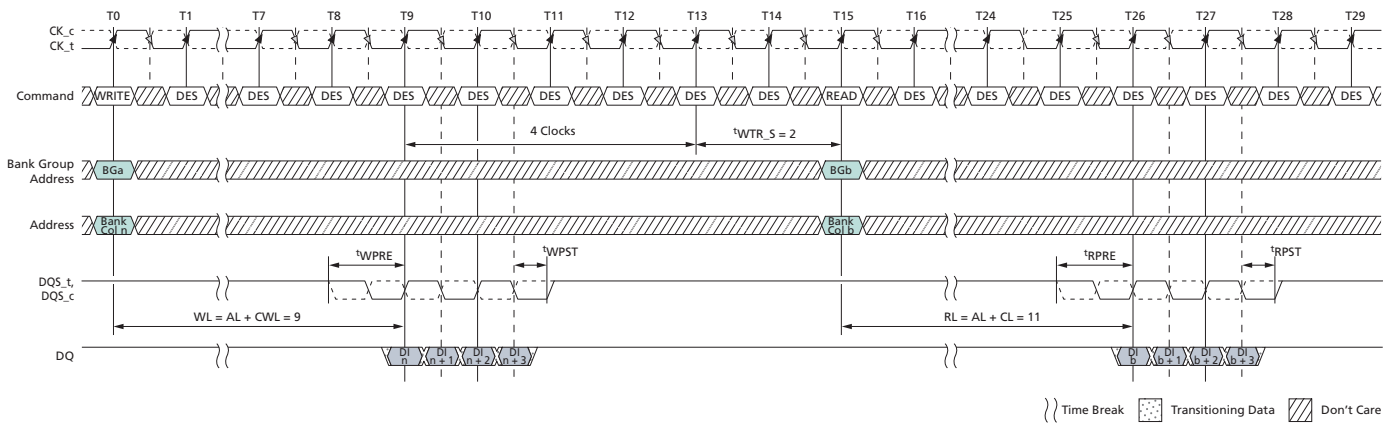 T0 T1 T7 T8 T9 T10 T11 T12 T13 T14 T15 T16 T24 T25 T26 T27 T28 T29
CK_c
CK_t
Command WRITE DES DES DES DES DES DES DES DES DES READ DES DES DES DES DES DES DES
4 Clocks tWTR_S = 2
Bank Group
Address BGa BGb
Address Bank
Col n Bank
Col b
tWPRE tWPST tRPRE tRPST
DQS_t,
DQS_c
WL = AL + CWL = 9 RL = AL + CL = 11
DQ DI
n DI
n + 1 DI
n + 2 DI
n + 3 DI
b DI
b + 1 DI
b + 2 DI
b + 3
Time Break Transitioning Data Don't Care